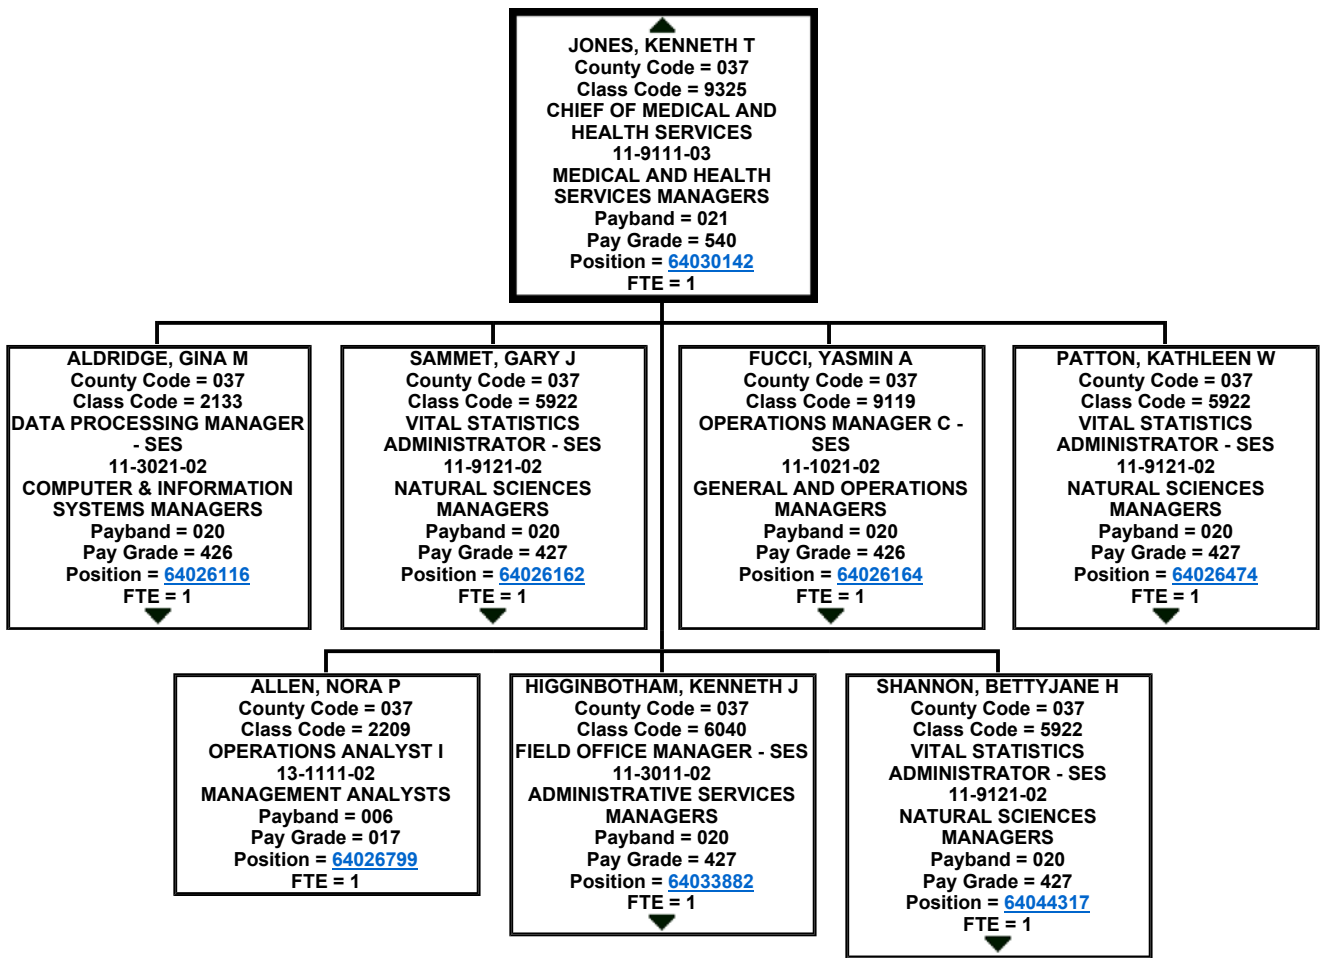 JONES, KENNETH T
County Code = 037
Class Code = 9325
CHIEF OF MEDICAL AND
HEALTH SERVICES
11-9111-03
MEDICAL AND HEALTH
SERVICES MANAGERS
Payband = 021
Pay Grade = 540
Position = 64030142
FTE = 1
ALDRIDGE, GINA M
County Code = 037
Class Code = 2133
DATA PROCESSING MANAGER
- SES
11-3021-02
COMPUTER & INFORMATION
SYSTEMS MANAGERS
Payband = 020
Pay Grade = 426
Position = 64026116
FTE = 1
SAMMET, GARY J
County Code = 037
Class Code = 5922
VITAL STATISTICS
ADMINISTRATOR - SES
11-9121-02
NATURAL SCIENCES
MANAGERS
Payband = 020
Pay Grade = 427
Position = 64026162
FTE = 1
FUCCI, YASMIN A
County Code = 037
Class Code = 9119
OPERATIONS MANAGER C -
SES
11-1021-02
GENERAL AND OPERATIONS
MANAGERS
Payband = 020
Pay Grade = 426
Position = 64026164
FTE = 1
PATTON, KATHLEEN W
County Code = 037
Class Code = 5922
VITAL STATISTICS
ADMINISTRATOR - SES
11-9121-02
NATURAL SCIENCES
MANAGERS
Payband = 020
Pay Grade = 427
Position = 64026474
FTE = 1
ALLEN, NORA P
County Code = 037
Class Code = 2209
OPERATIONS ANALYST I
13-1111-02
MANAGEMENT ANALYSTS
Payband = 006
Pay Grade = 017
Position = 64026799
FTE = 1
HIGGINBOTHAM, KENNETH J
County Code = 037
Class Code = 6040
FIELD OFFICE MANAGER - SES
11-3011-02
ADMINISTRATIVE SERVICES
MANAGERS
Payband = 020
Pay Grade = 427
Position = 64033882
FTE = 1
SHANNON, BETTYJANE H
County Code = 037
Class Code = 5922
VITAL STATISTICS
ADMINISTRATOR - SES
11-9121-02
NATURAL SCIENCES
MANAGERS
Payband = 020
Pay Grade = 427
Position = 64044317
FTE = 1